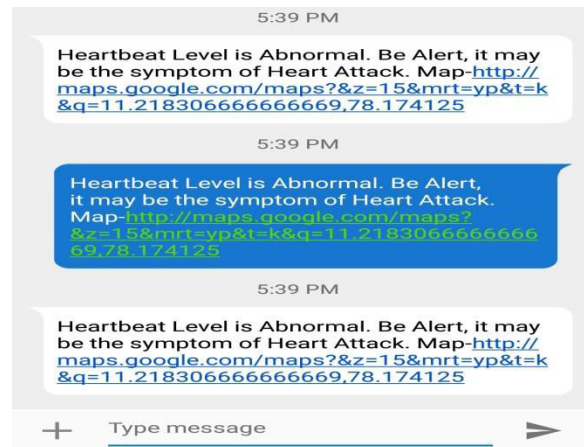 5:39 PM
Heartbeat Level is Abnormal. Be Alert, it may
be the symptom of Heart Attack. Map-http://
maps.google.com/maps?&z=15&mrt=yp&t=k
&q=11.218306666666669,78.174125
5:39 PM
Heartbeat Level is Abnormal. Be Alert,
it may be the symptom of Heart Attack.
Map-http://maps.google.com/maps?
&z=15&mrt=yp&t=k&q=11.2183066666666
69,78.174125
5:39 PM
Heartbeat Level is Abnormal. Be Alert, it may
be the symptom of Heart Attack. Map-http://
maps.google.com/maps?&z=15&mrt=yp&t=k
&q=11.218306666666669,78.174125
Type message